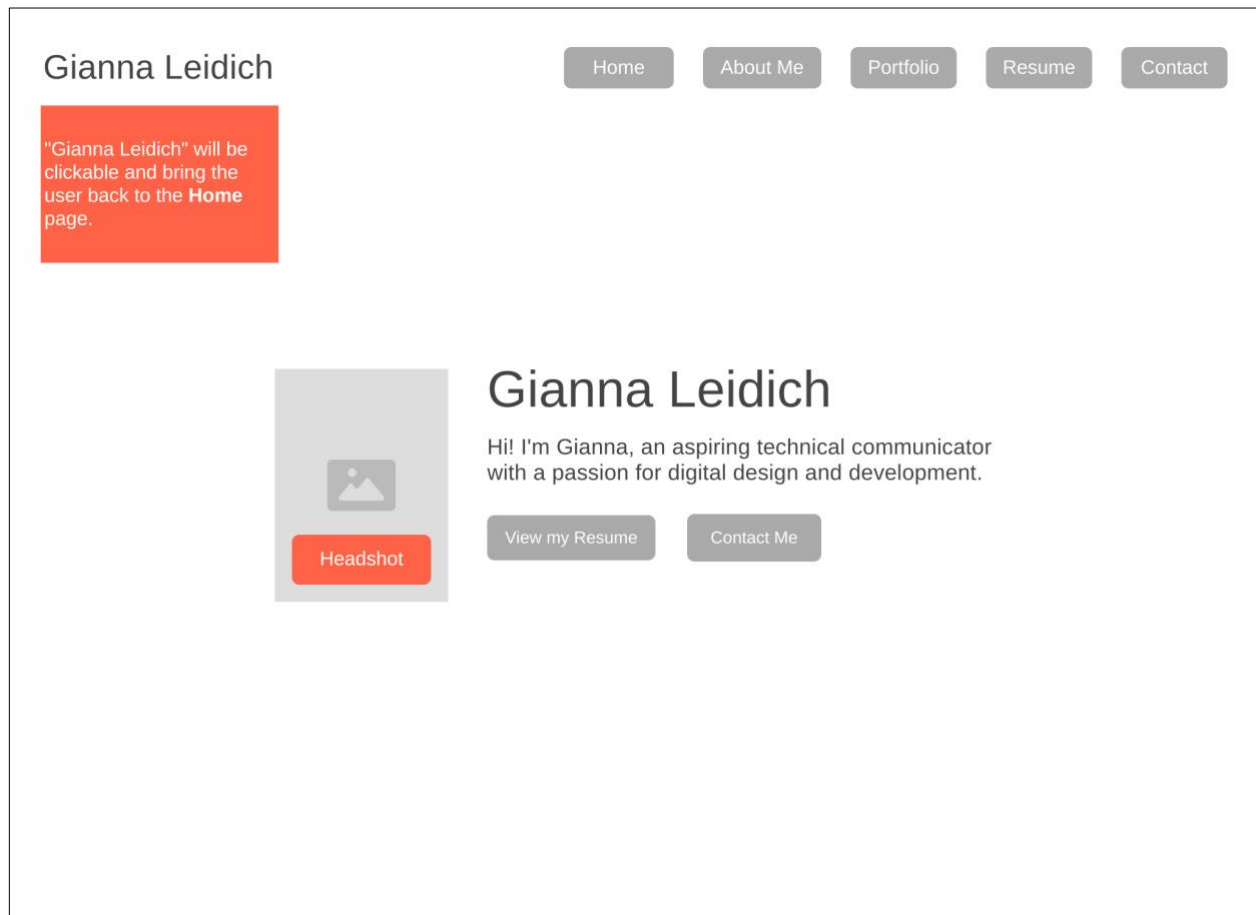 Gianna Leidich
Home
About Me
Portfolio
Resume
Contact
"Gianna Leidich" will be
clickable and bring the
user back to the Home
page.
Gianna Leidich
Hi! I'm Gianna, an aspiring technical communicator
with a passion for digital design and development.
View my Resume
Contact Me
Headshot